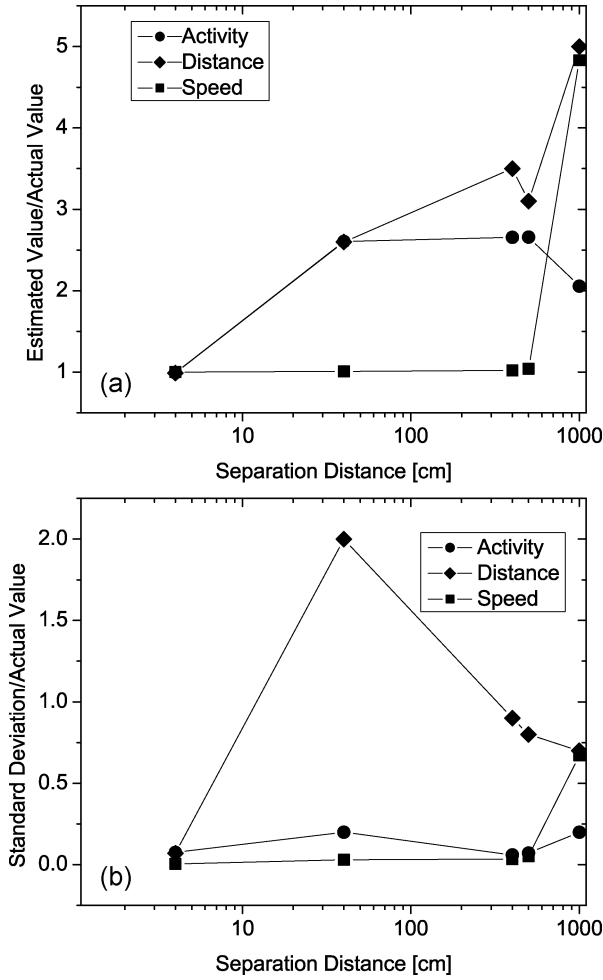 Activity
Distance
Speed
5
4
3
2
1
Estimated Value/Actual Value
(a)
10
100
1000
Separation Distance [cm]
Activity
Distance
Speed
2.0
1.5
1.0
0.5
0.0
Standard Deviation/Actual Value
(b)
10
100
1000
Separation Distance [cm]